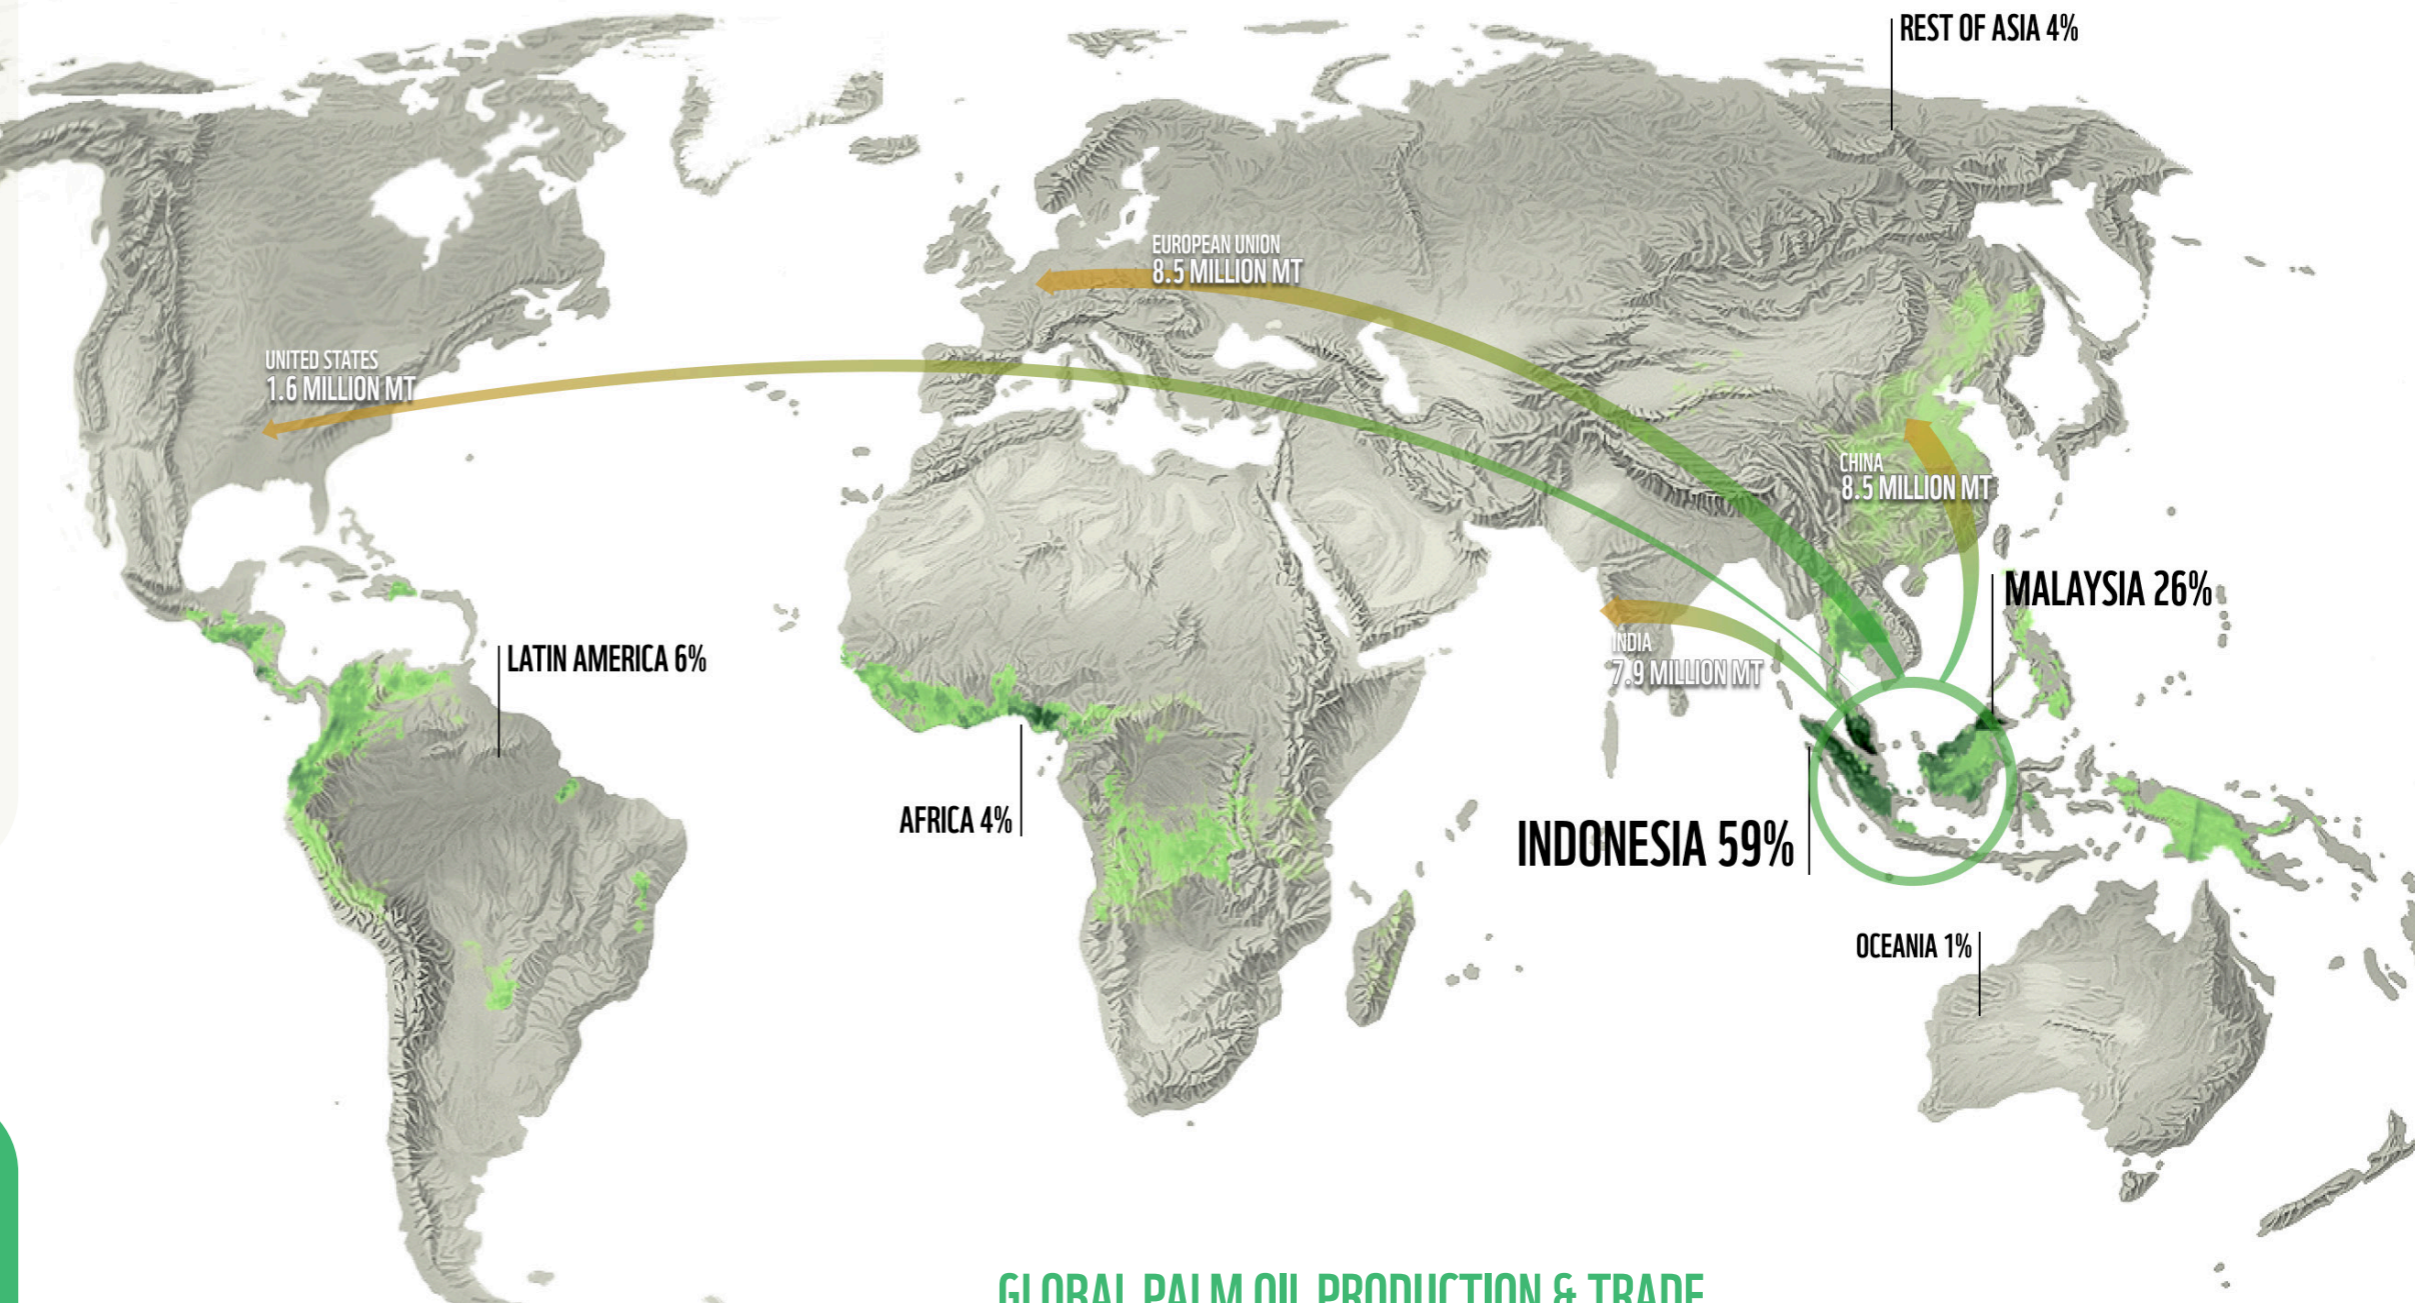 REST OF ASIA 4%
EUROPEAN UNION
8.5 MILLION MT
UNITED STATES
1.6 MILLION MT
CHINA
8.5 MILLION MT
MALAYSIA 26%
INDIA
7.9 MILLION MT
LATIN AMERICA 6%
AFRICA 4%
INDONESIA 59%
OCEANIA 1%
GLOBAL PALM OIL PRODUCTION & TRADE